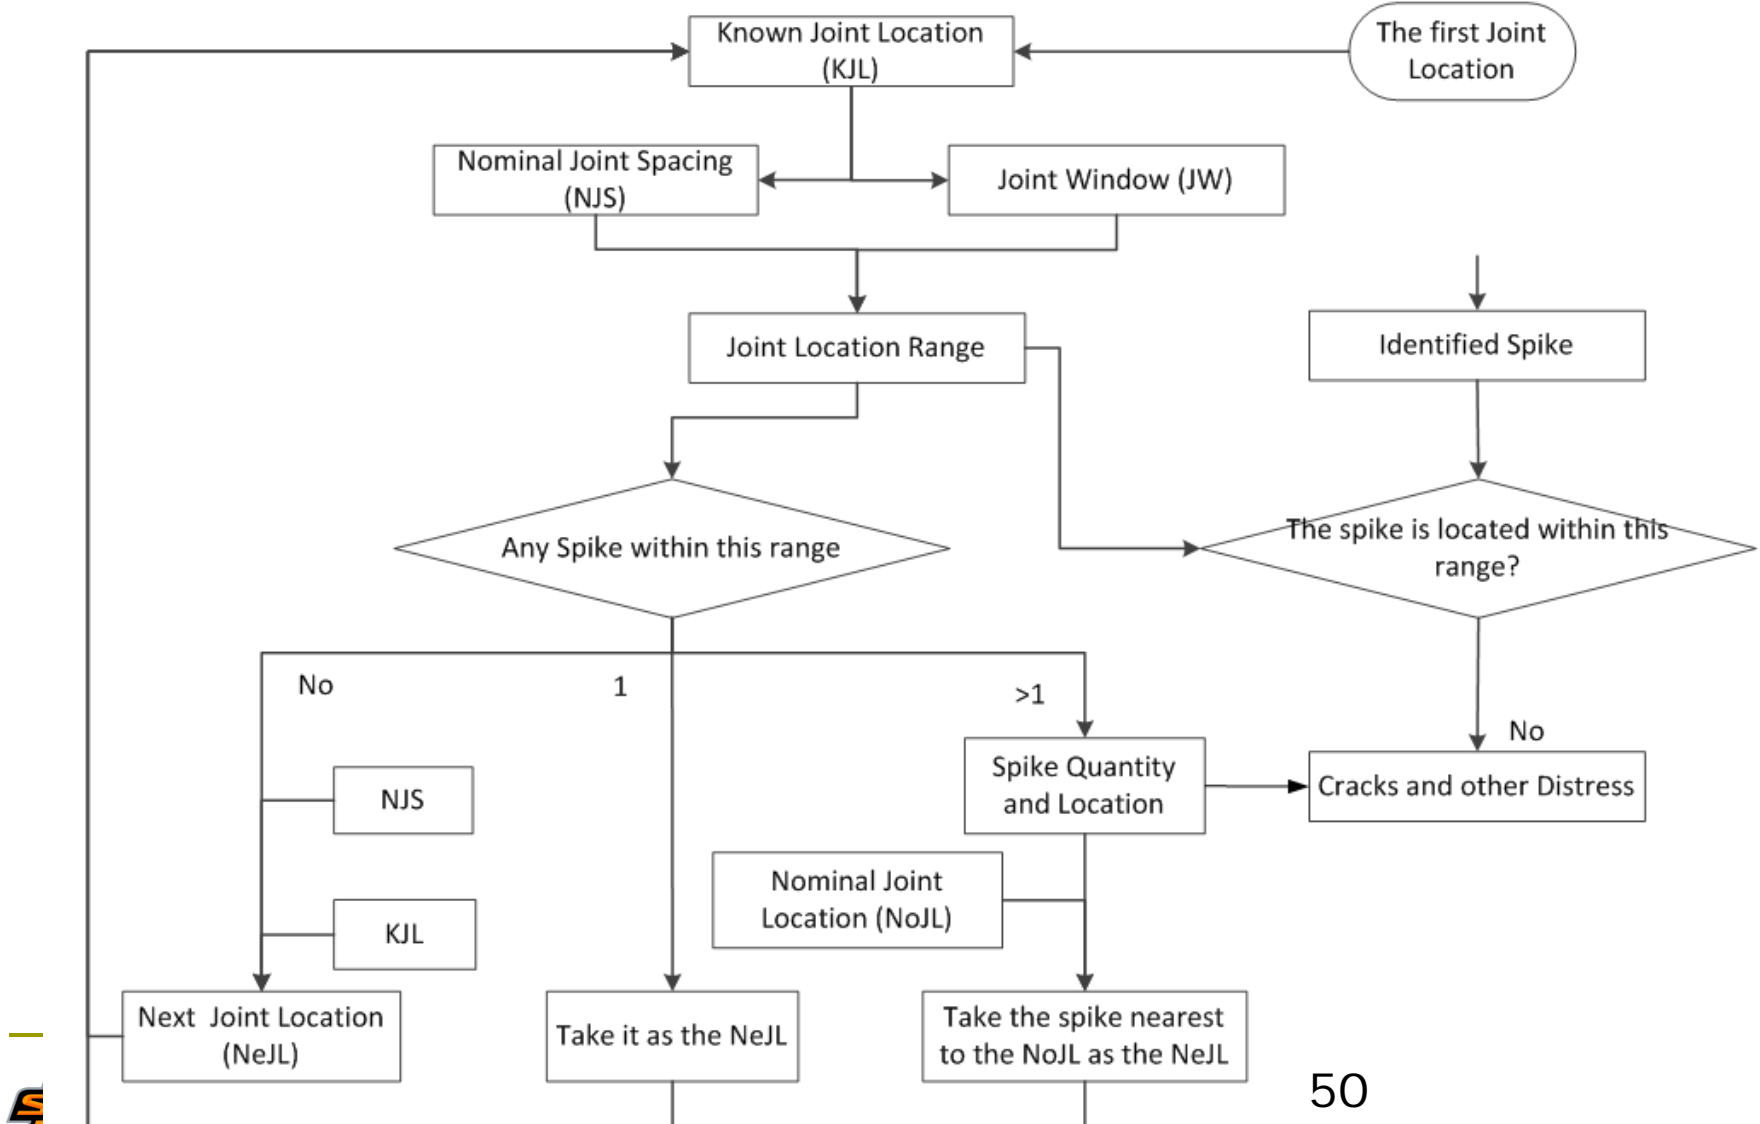 Known Joint Location
(KJL)
The first Joint
Location
Nominal Joint Spacing
(NJS)
Joint Window (JW)
Joint Location Range
Identified Spike
Any Spike within this range
The spike is located within this
range?
No
1
>1
No
Spike Quantity
and Location
Cracks and other Distress
NJS
Nominal Joint
Location (NoJL)
KJL
Next  Joint Location
(NeJL)
Take it as the NeJL
Take the spike nearest
to the NoJL as the NeJL
50